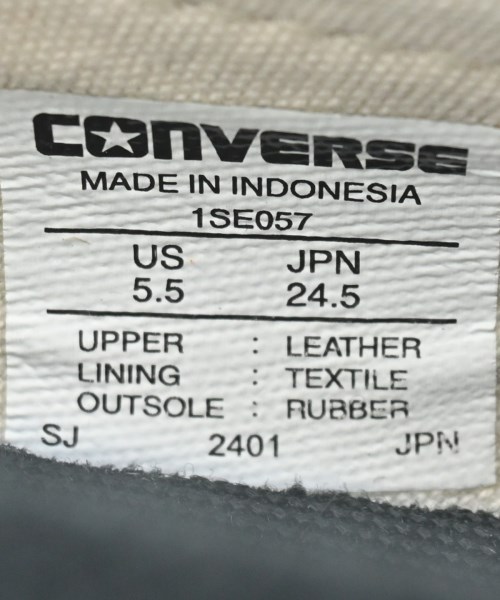 CONVERSE
MADE IN INDONESIA
1SE057
US JPN
5.5 24.5
UPPER : LEATHER
LINING : TEXTILE
OUTSOLE : RUBBER
SJ 2401 JPN